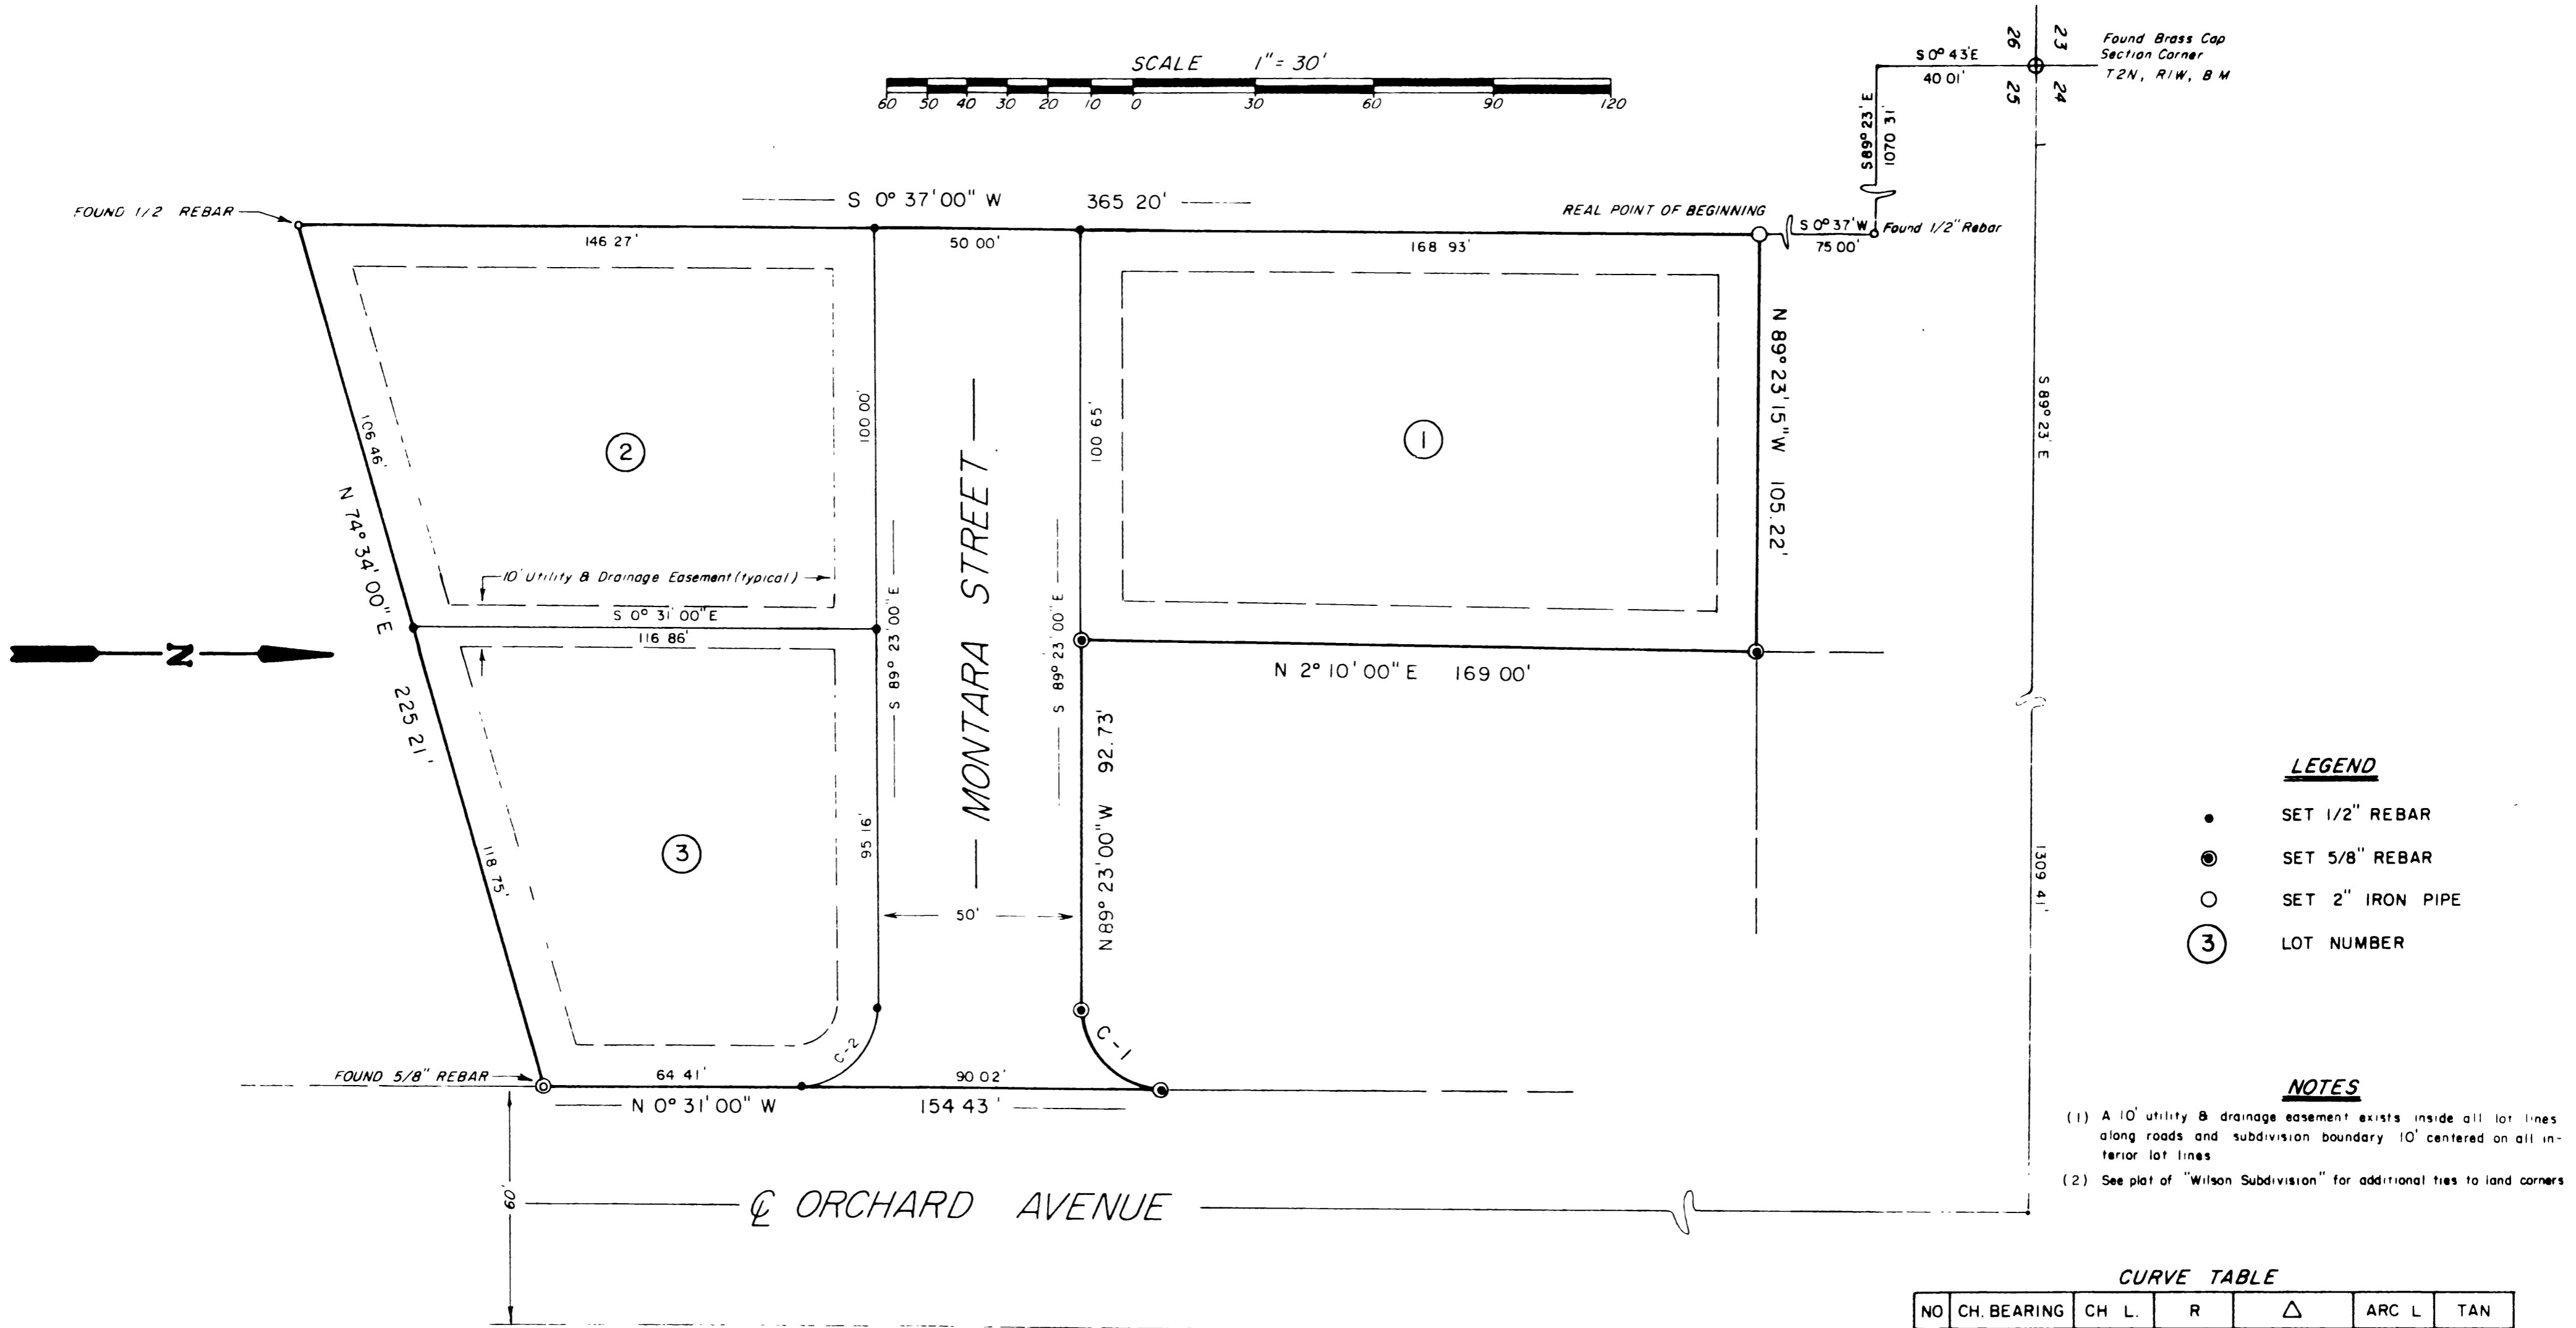 SCALE 1" = 30'
60 50 40 30 20 10 0 30 60 90 120
26 23
25 24
Found Brass Cap
Section Corner
T2N, R1W, BM
S 0° 43' E
40 01'
S 89° 23' E
1070 31'
S 0° 37' 00" W 365 20'
FOUND 1/2 REBAR
REAL POINT OF BEGINNING
S 0° 37' W
75 00'
Found 1/2" Rebar
146 27'
50 00'
168 93'
N 89° 23' 15" W 105.22'
S 89° 23' E
1309 41'
106 46'
N 74° 34' 00" E
225 21'
118 75'
2
100 00'
100 65'
1
10' Utility & Drainage Easement (typical)
S 0° 31' 00" E
116 86'
S 89° 23' 00" E
MONTARA STREET
S 89° 23' 00" E
N 2° 10' 00" E 169 00'
N
3
95 16'
50'
N 89° 23' 00" W 92.73'
C-2
C-1
FOUND 5/8" REBAR
64 41'
90 02'
N 0° 31' 00" W 154 43'
60'
℄ ORCHARD AVENUE
LEGEND
SET 1/2" REBAR
SET 5/8" REBAR
SET 2" IRON PIPE
3 LOT NUMBER
NOTES
(1) A 10' utility & drainage easement exists inside all lot lines
along roads and subdivision boundary 10' centered on all in-
terior lot lines
(2) See plat of "Wilson Subdivision" for additional ties to land corners
CURVE TABLE
NO CH. BEARING CH L. R △ ARC L TAN